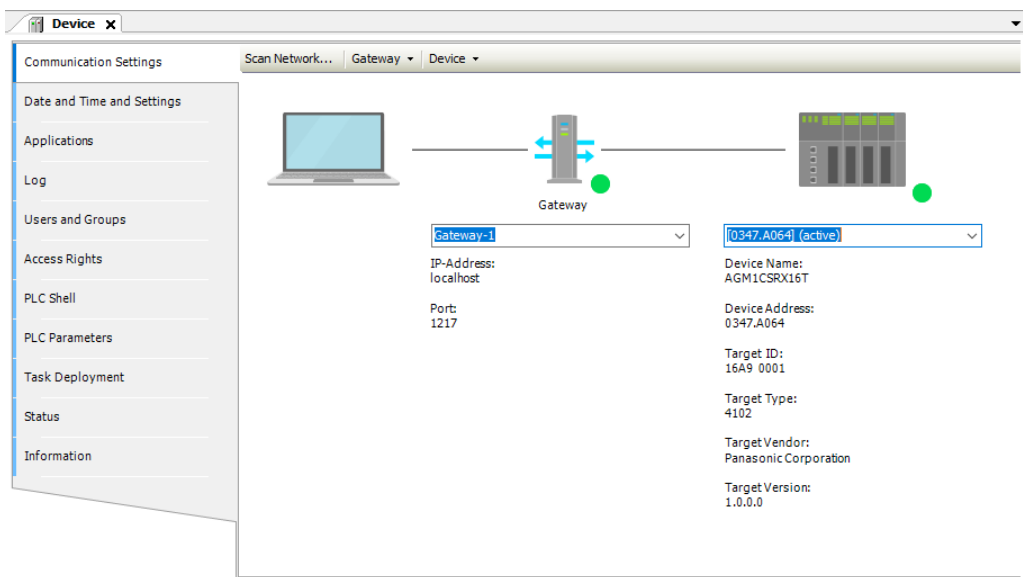 Device
Communication Settings
Scan Network... Gateway Device
Date and Time and Settings
Applications
Log
Users and Groups
Access Rights
PLC Shell
PLC Parameters
Task Deployment
Status
Information
Gateway
Gateway-1
IP-Address:
localhost
Port:
1217
[0347.A064] (active)
Device Name:
AGM1CSRX16T
Device Address:
0347.A064
Target ID:
16A9 0001
Target Type:
4102
Target Vendor:
Panasonic Corporation
Target Version:
1.0.0.0